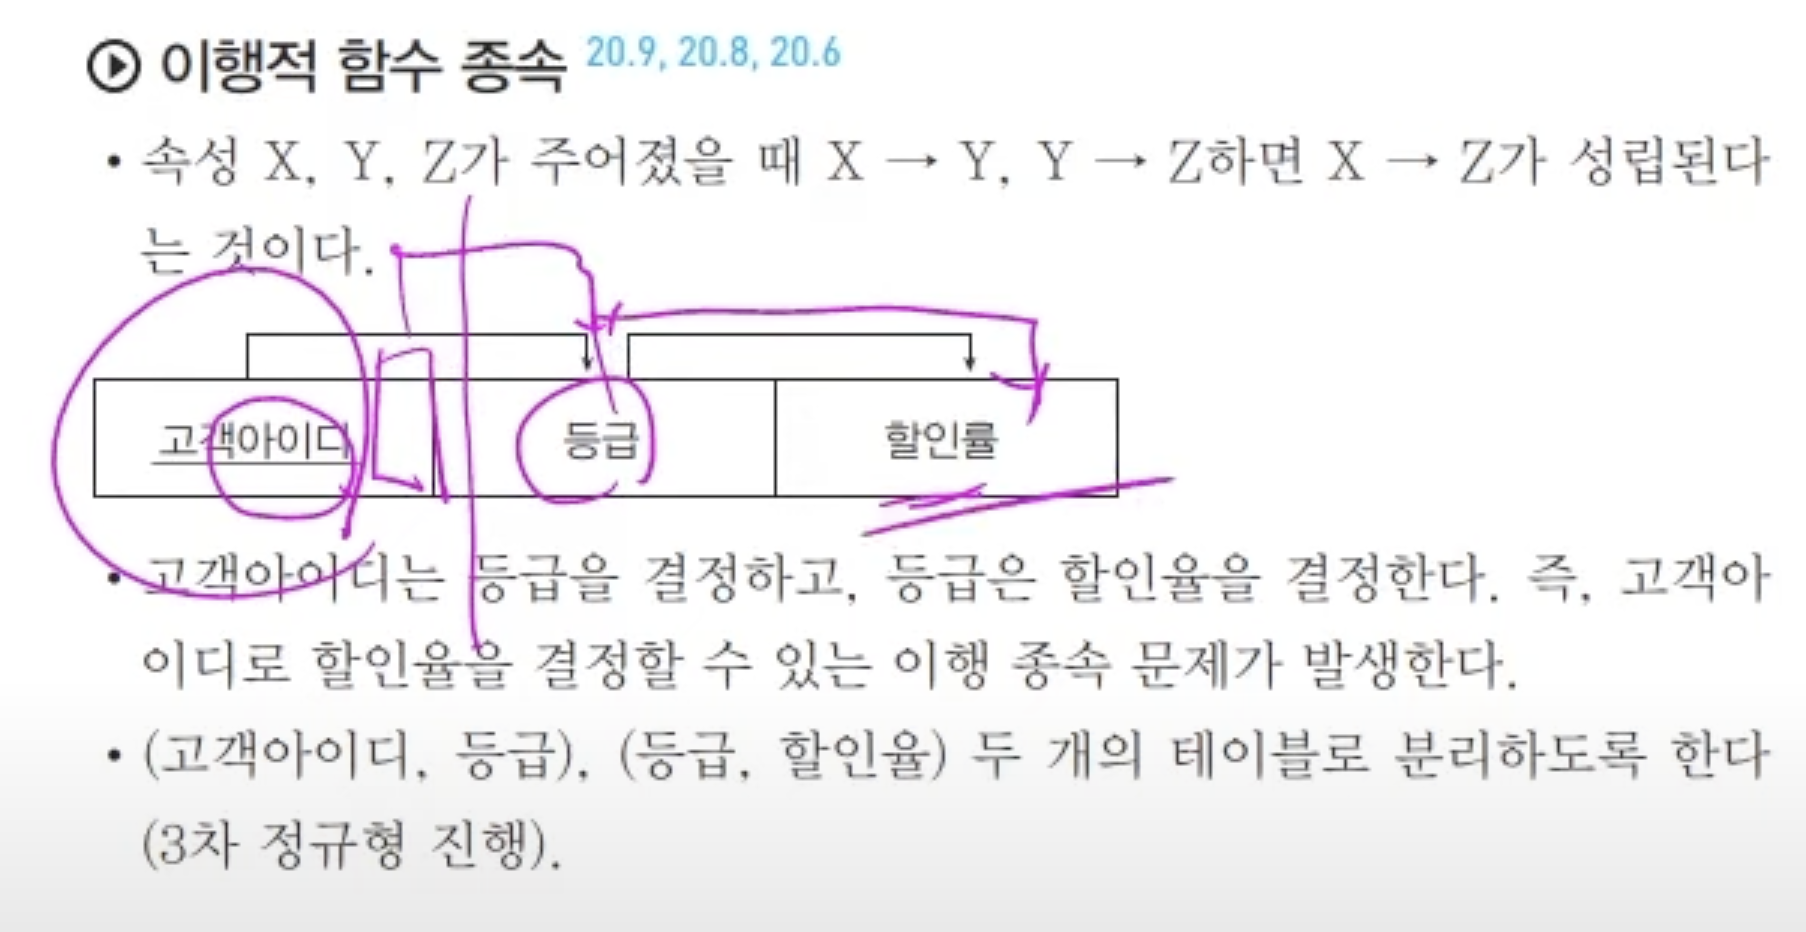 이행적 함수 종속 20.9, 20.8, 20.6
• 속성 X, Y, Z가 주어졌을 때 X → Y, Y → Z하면 X → Z가 성립된다
는 것이다.
고객아이디 등급 할인률
• 고객아이디는 등급을 결정하고, 등급은 할인율을 결정한다. 즉, 고객아
이디로 할인율을 결정할 수 있는 이행 종속 문제가 발생한다.
• (고객아이디, 등급), (등급, 할인율) 두 개의 테이블로 분리하도록 한다
(3차 정규형 진행).